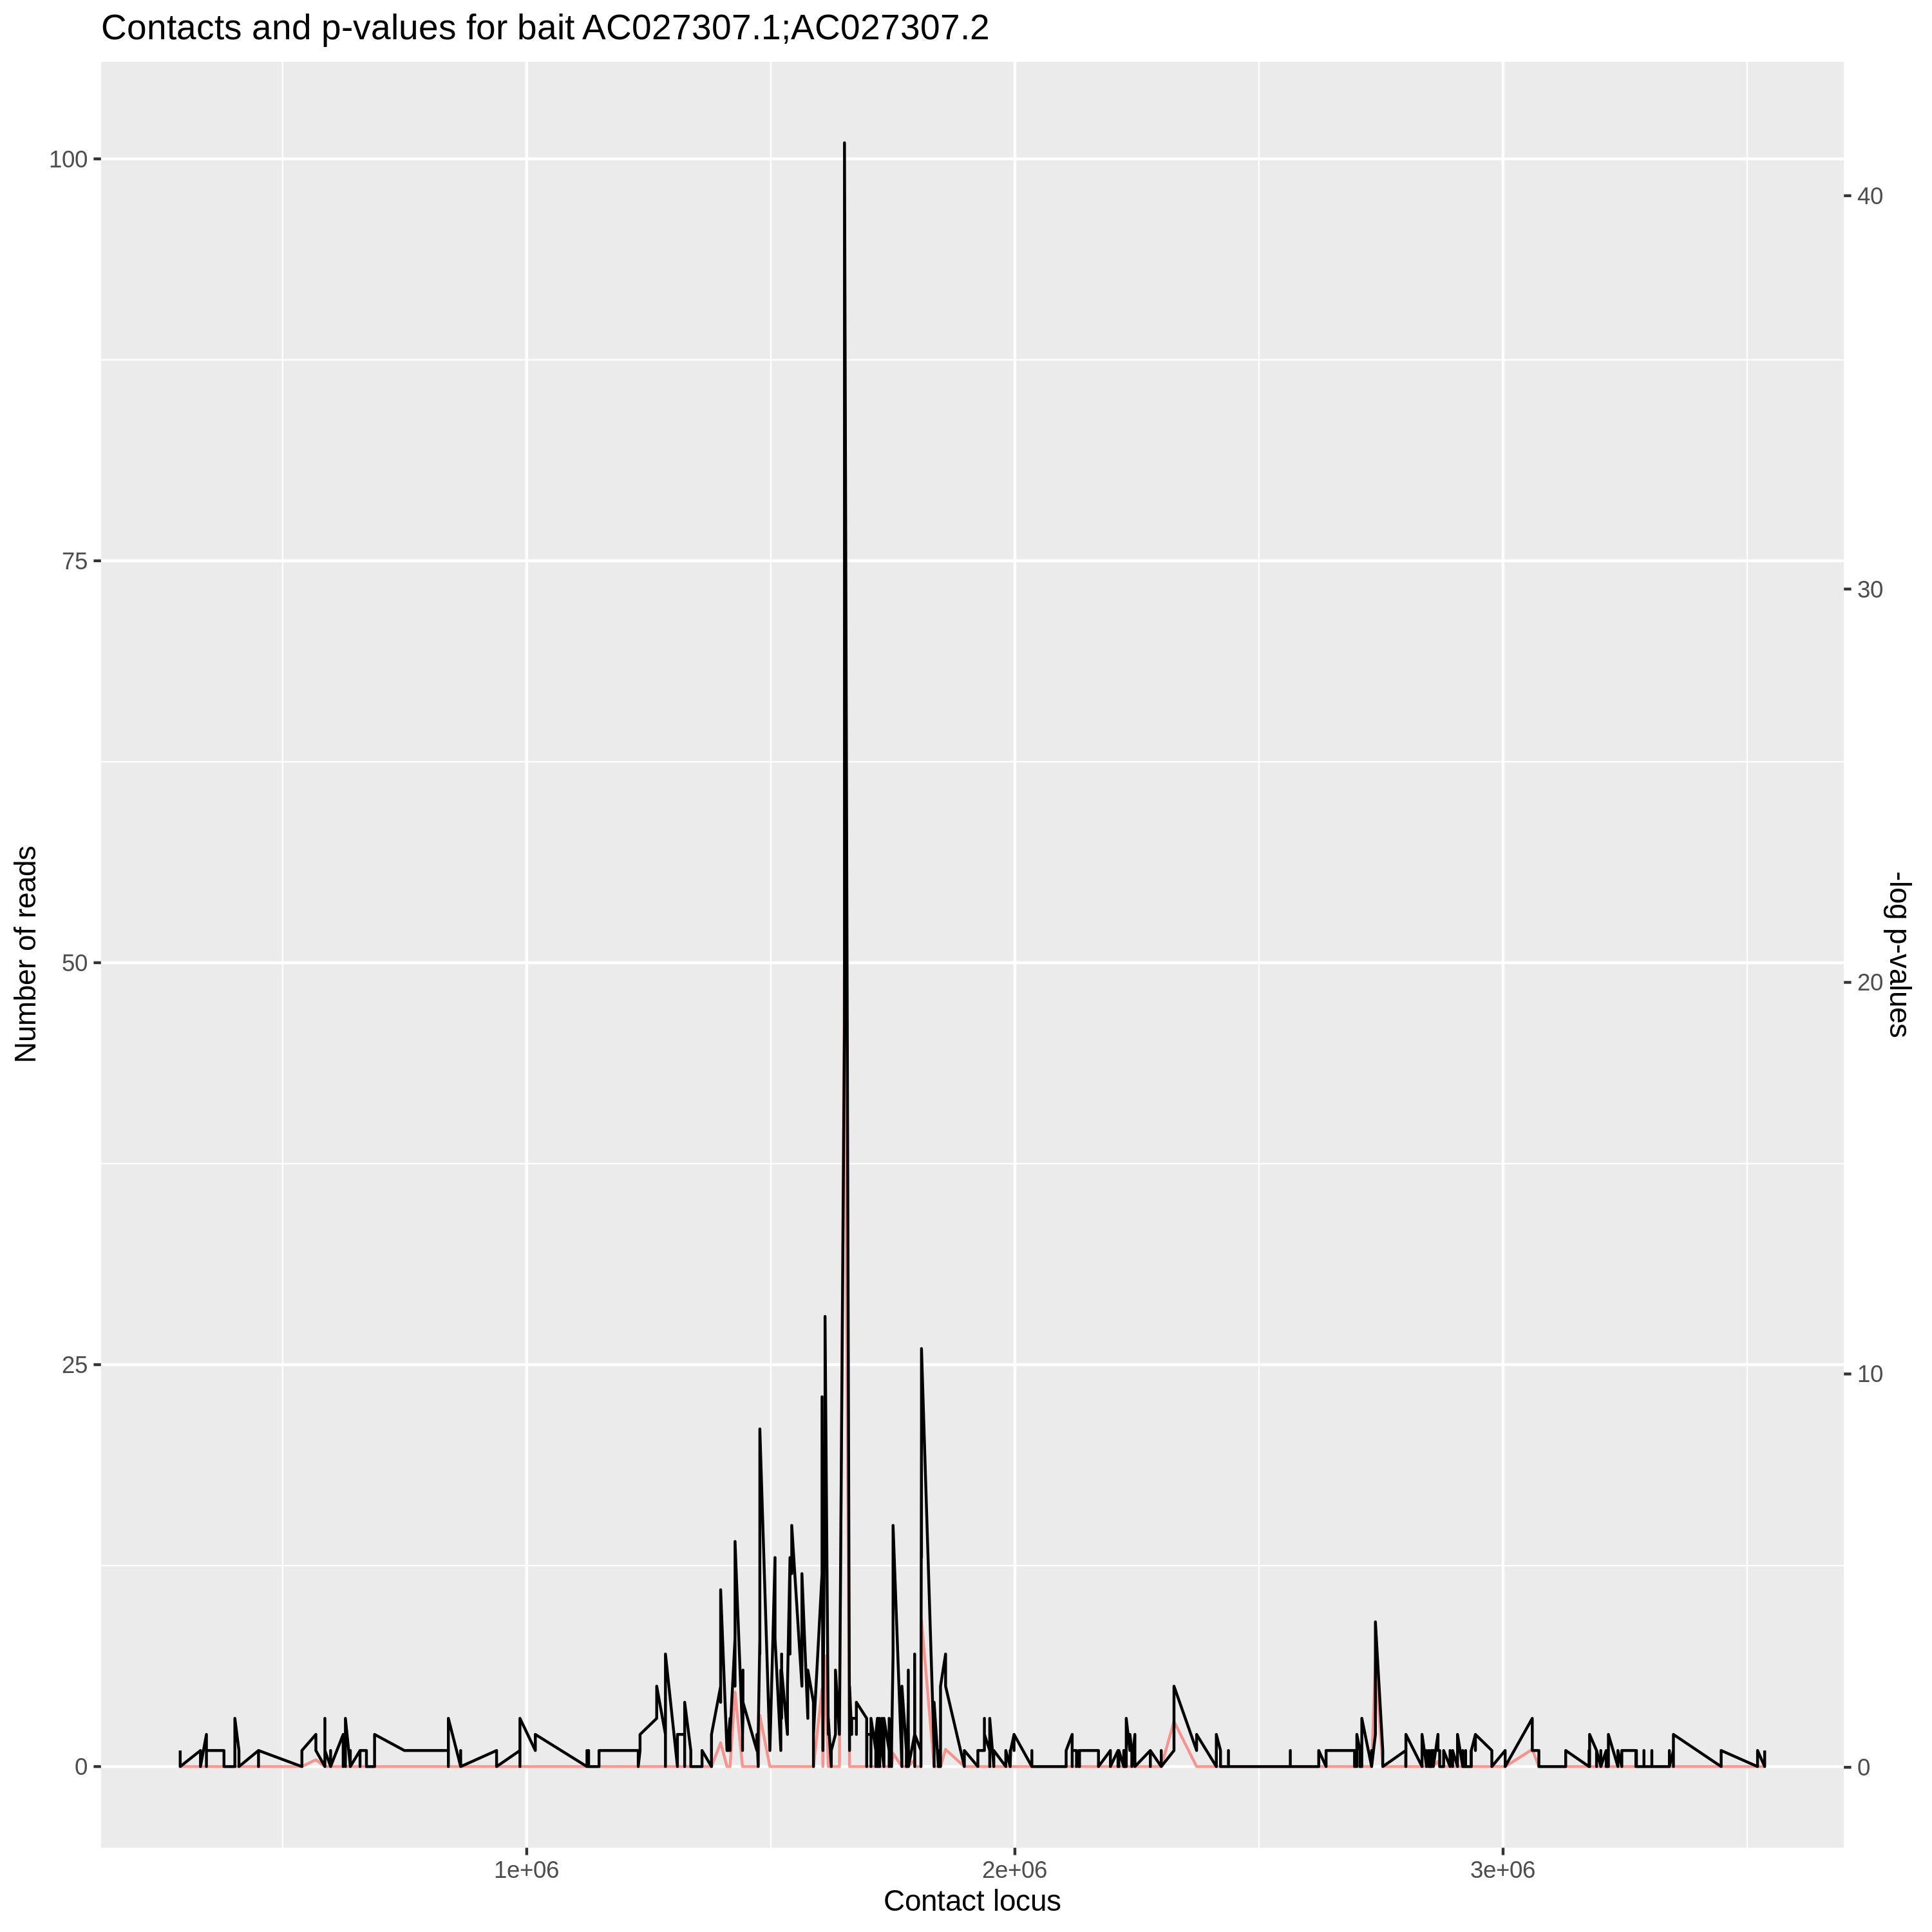 Contacts and p-values for bait AC027307.1;AC027307.2
100
75
50
25
0
Number of reads
40
30
20
10
0
-log p-values
1e+06
2e+06
3e+06
Contact locus